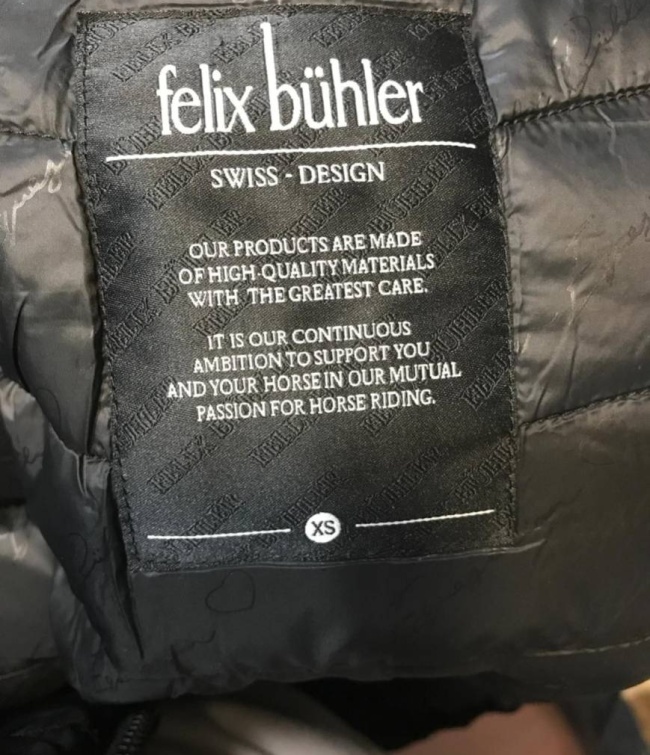 felix bühler
SWISS - DESIGN
OUR PRODUCTS ARE MADE
OF HIGH-QUALITY MATERIALS
WITH THE GREATEST CARE.
IT IS OUR CONTINUOUS
AMBITION TO SUPPORT YOU
AND YOUR HORSE IN OUR MUTUAL
PASSION FOR HORSE RIDING.
XS